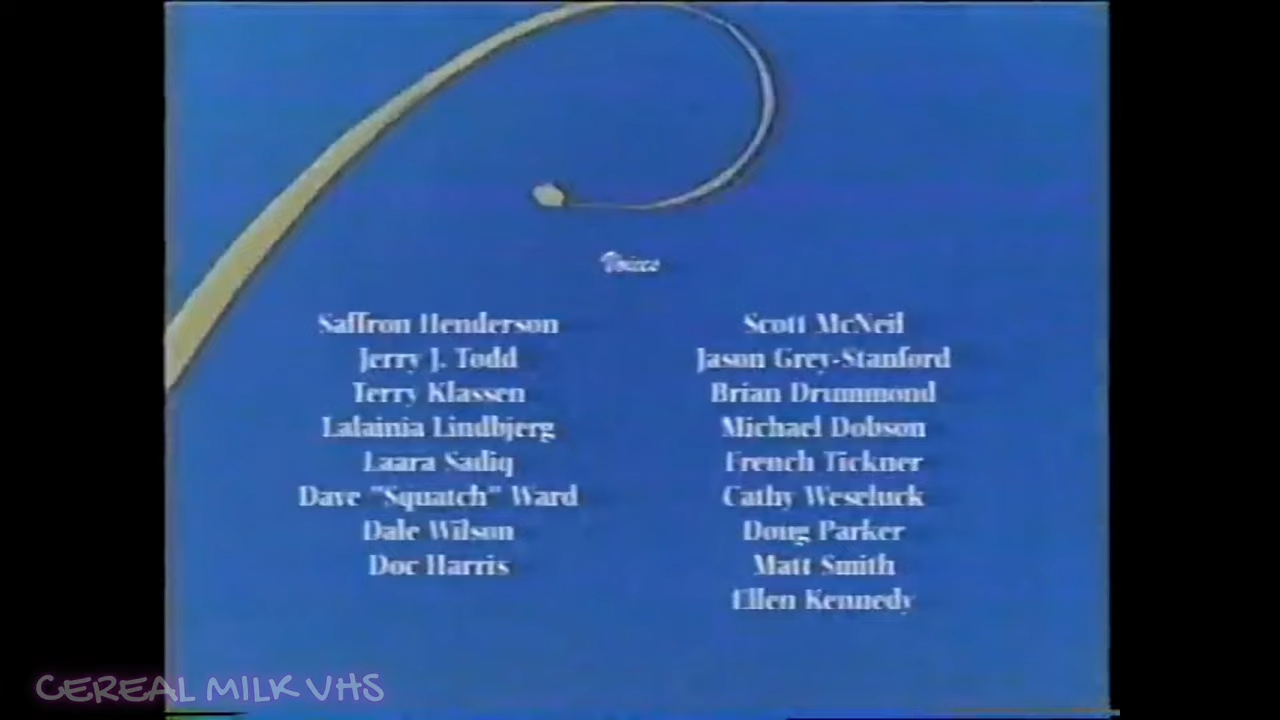 Voices
Saffron Henderson
Jerry J. Todd
Terry Klassen
Lalainia Lindbjerg
Laara Sadiq
Dave "Squatch" Ward
Dale Wilson
Doc Harris
Scott McNeil
Jason Grey-Stanford
Brian Drummond
Michael Dobson
French Tickner
Cathy Weseluck
Doug Parker
Matt Smith
Ellen Kennedy
CEREAL MILK VHS